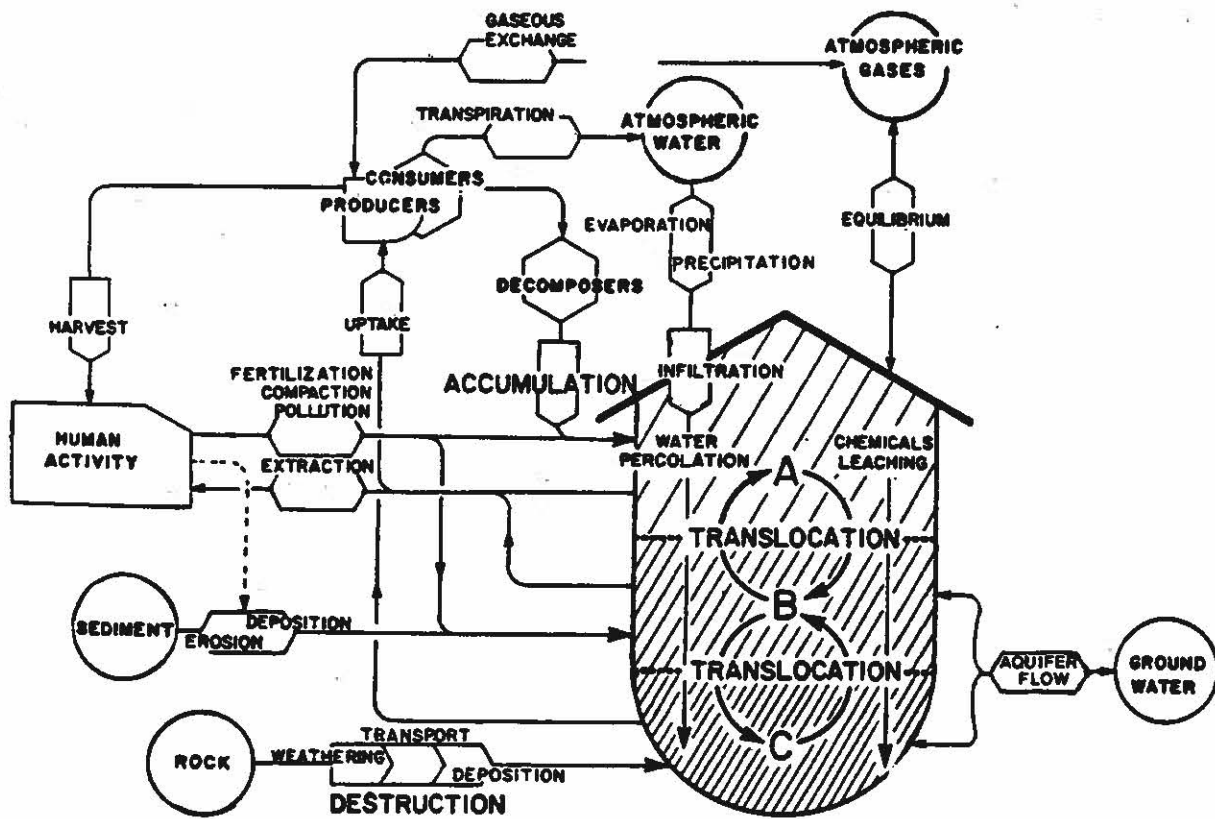 GASEOUS
EXCHANGE
ATMOSPHERIC
GASES
TRANSPIRATION
ATMOSPHERIC
WATER
CONSUMERS
PRODUCERS
EVAPORATION
EQUILIBRIUM
PRECIPITATION
DECOMPOSERS
HARVEST
UPTAKE
INFILTRATION
FERTILIZATION
COMPACTION
POLLUTION
ACCUMULATION
HUMAN
ACTIVITY
EXTRACTION
WATER
PERCOLATION
CHEMICALS
LEACHING
A
TRANSLOCATION
B
SEDIMENT
DEPOSITION
EROSION
TRANSLOCATION
AQUIFER
FLOW
GROUND
WATER
C
ROCK
WEATHERING
TRANSPORT
DEPOSITION
DESTRUCTION